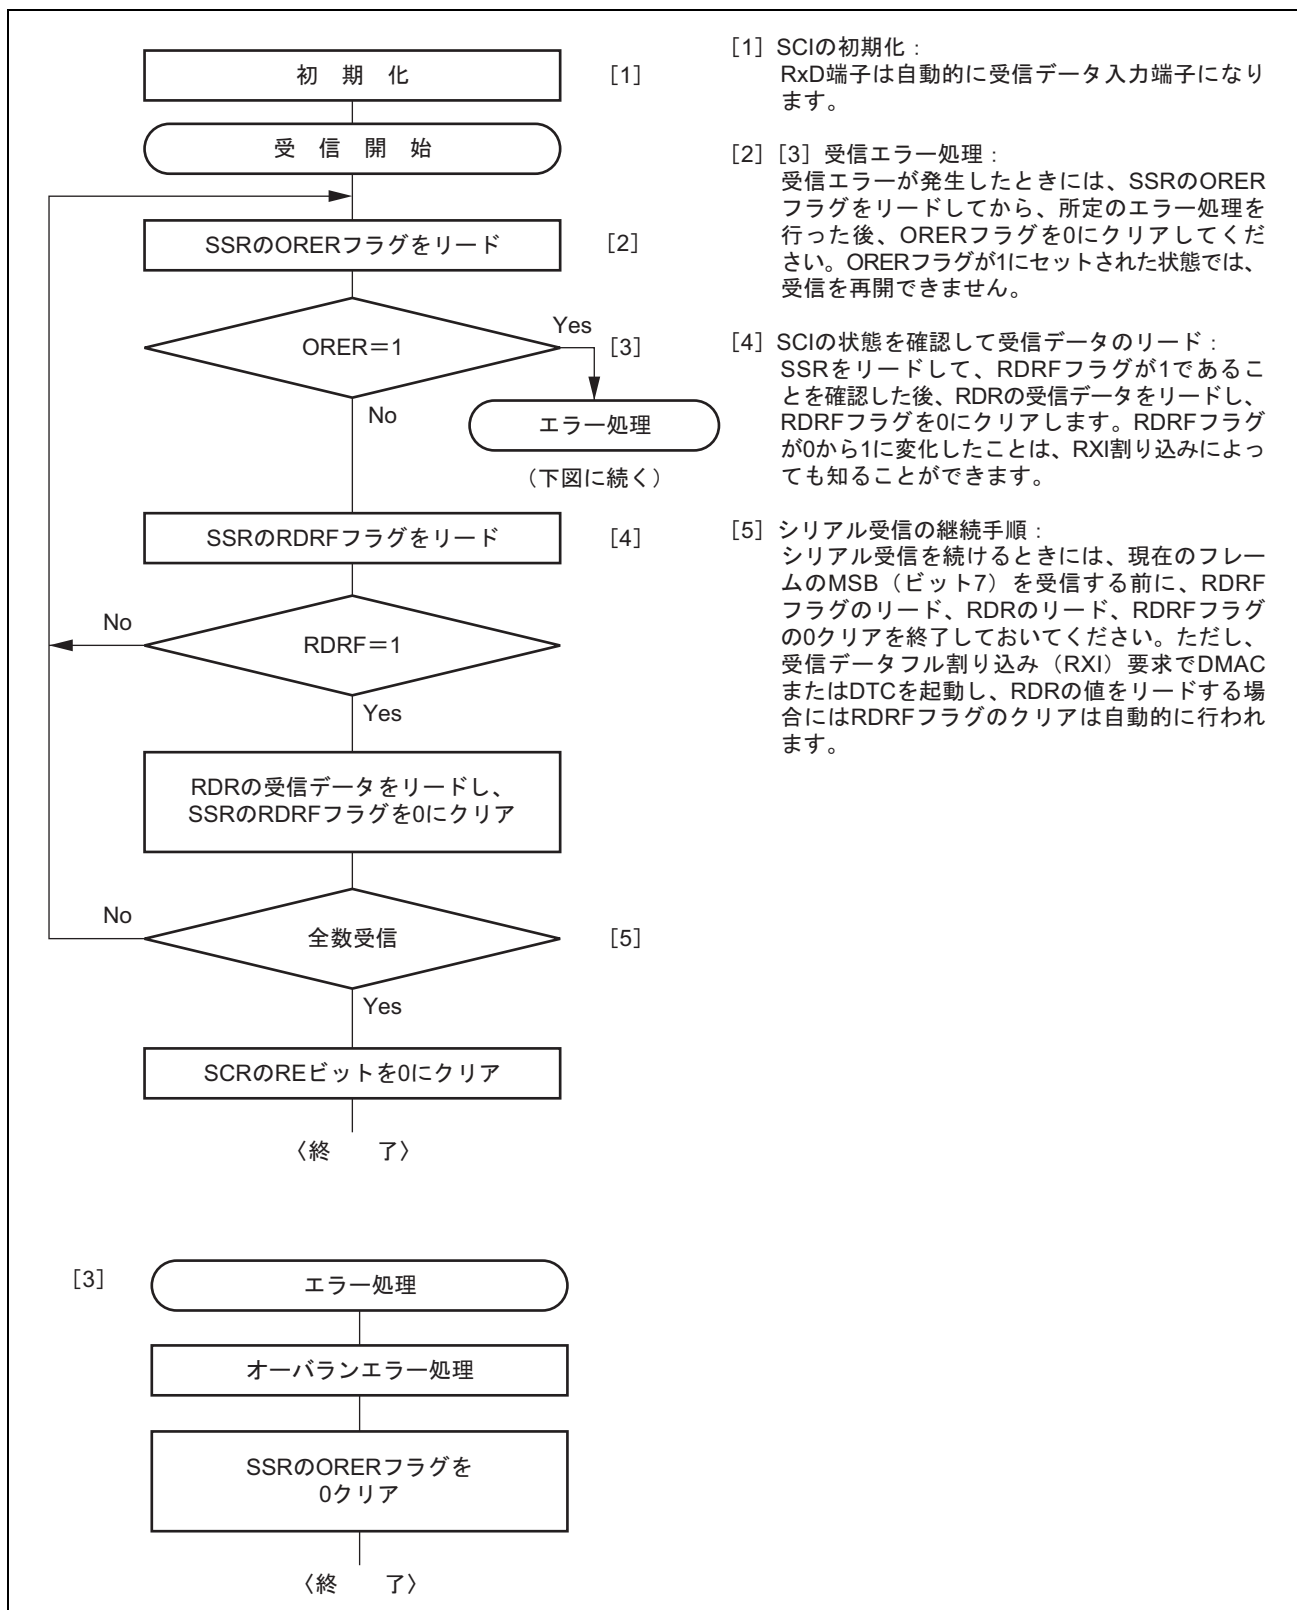 初 期 化 [1]
受 信 開 始
SSRのORERフラグをリード [2]
ORER＝1
Yes
[3]
No
エラー処理
（下図に続く）
SSRのRDRFフラグをリード [4]
No
RDRF＝1
Yes
RDRの受信データをリードし、
SSRのRDRFフラグを0にクリア
No
全数受信 [5]
Yes
SCRのREビットを0にクリア
〈終 了〉
[3]
エラー処理
オーバランエラー処理
SSRのORERフラグを
0クリア
〈終 了〉
[1] SCIの初期化：
RxD端子は自動的に受信データ入力端子になり
ます。
[2] [3] 受信エラー処理：
受信エラーが発生したときには、SSRのORER
フラグをリードしてから、所定のエラー処理を
行った後、ORERフラグを0にクリアしてくだ
さい。ORERフラグが1にセットされた状態では、
受信を再開できません。
[4] SCIの状態を確認して受信データのリード：
SSRをリードして、RDRFフラグが1であるこ
とを確認した後、RDRの受信データをリードし、
RDRFフラグを0にクリアします。RDRFフラグ
が0から1に変化したことは、RXI割り込みによっ
ても知ることができます。
[5] シリアル受信の継続手順：
シリアル受信を続けるときには、現在のフレー
ムのMSB（ビット7）を受信する前に、RDRF
フラグのリード、RDRのリード、RDRFフラグ
の0クリアを終了しておいてください。ただし、
受信データフル割り込み（RXI）要求でDMAC
またはDTCを起動し、RDRの値をリードする場
合にはRDRFフラグのクリアは自動的に行われ
ます。